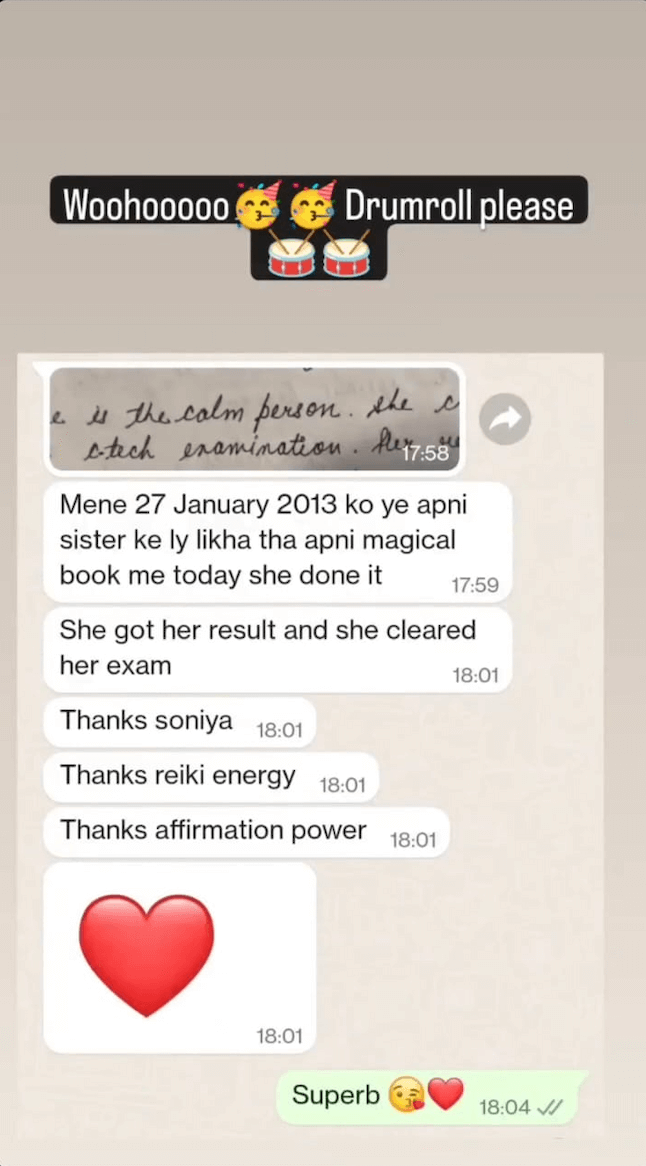 Woohooooo🥳🥳 Drumroll please
🥁🥁
is the calm person. she
c-tech examination. Her
17:58
Mene 27 January 2013 ko ye apni
sister ke ly likha tha apni magical
book me today she done it
17:59
She got her result and she cleared
her exam
18:01
Thanks soniya 18:01
Thanks reiki energy 18:01
Thanks affirmation power 18:01
❤️
18:01
Superb 😘❤️ 18:04